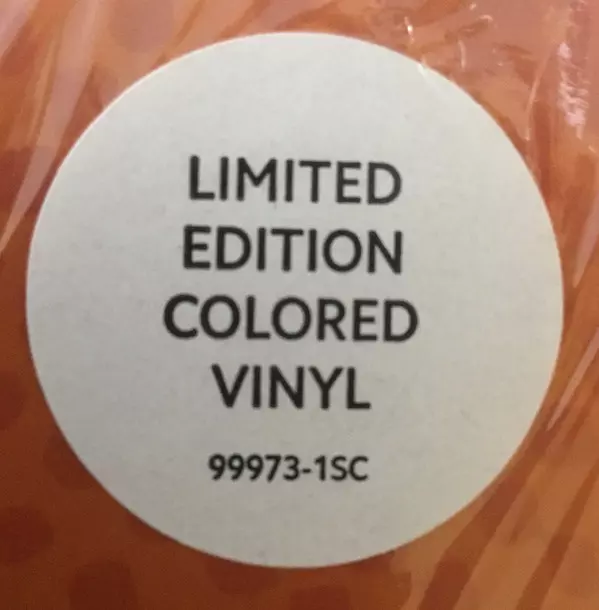 LIMITED
EDITION
COLORED
VINYL
99973-1SC